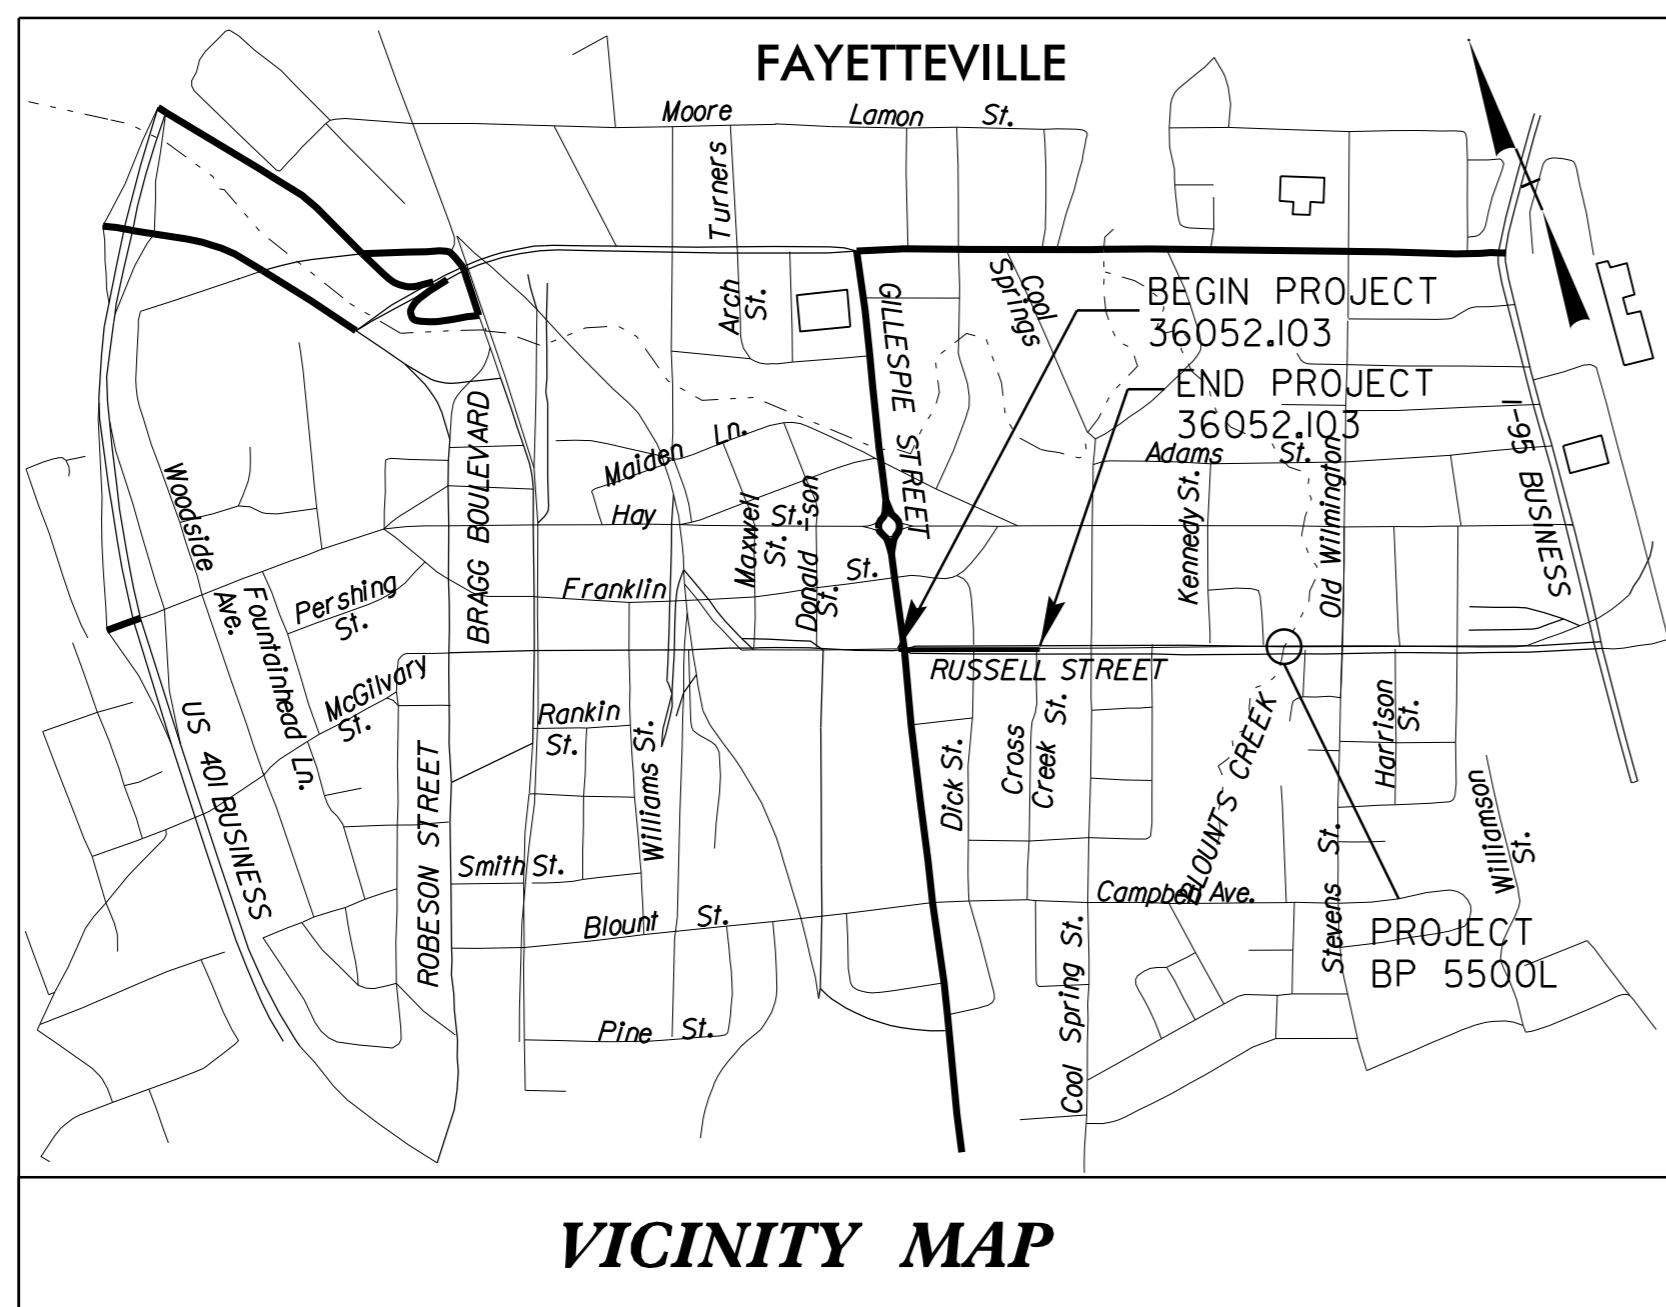 FAYETTEVILLE
Moore
Lamon
St.
Turners
Arch
St.
GILLESPIE STREET
Cool
Springs
BEGIN PROJECT
36052.103
END PROJECT
36052.103
Adams
St.
I-95 BUSINESS
Maiden
Ln.
Hay
St.
Maxwell
St.
Donald
-son
St.
Franklin
St.
Kennedy St.
Old Wilmington
BRAGG BOULEVARD
Woodside
Ave.
Fountainhead
Ln.
Pershing
St.
McGilvary
St.
US 401 BUSINESS
ROBESON STREET
RUSSELL STREET
Rankin
St.
Williams St.
Dick St.
Cross
Creek St.
BLOUNT'S CREEK
Harrison
St.
Williamson
St.
Smith St.
Blount
St.
Campbell Ave.
Stevens St.
PROJECT
BP 5500L
Pine
St.
Cool Spring St.
VICINITY MAP